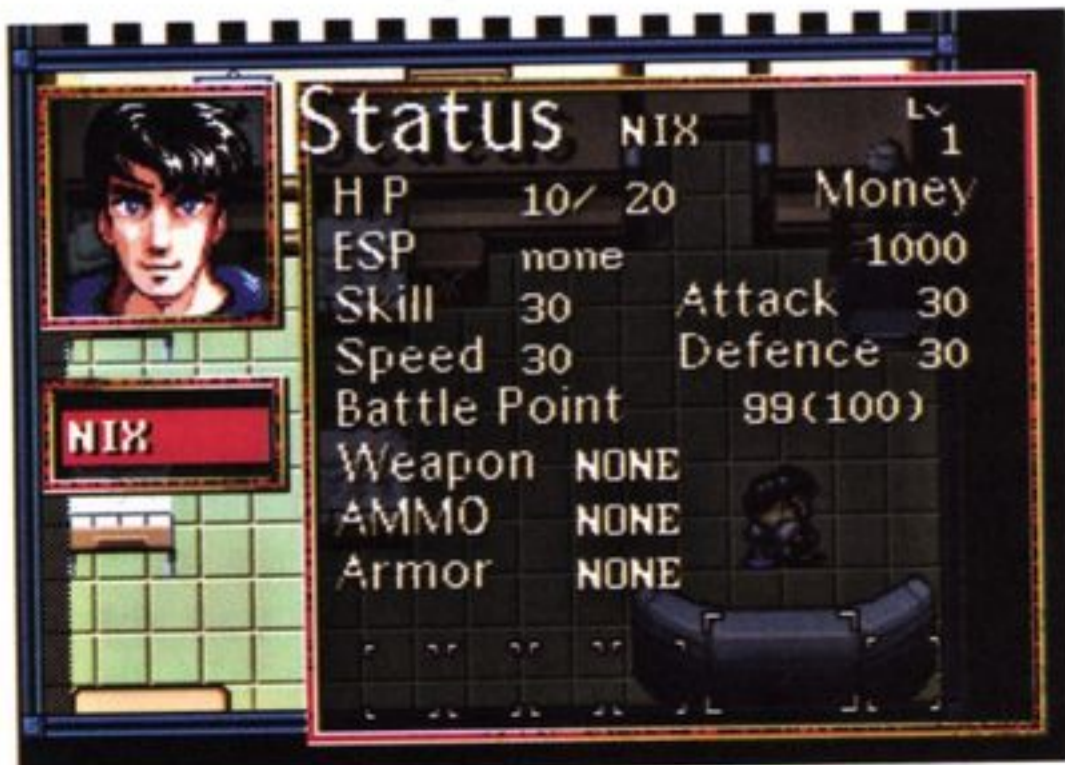 Status NIX Lv 1
HP 10/ 20 Money
ESP none 1000
Skill 30 Attack 30
Speed 30 Defence 30
Battle Point 99(100)
Weapon NONE
AMMO NONE
Armor NONE
NIX